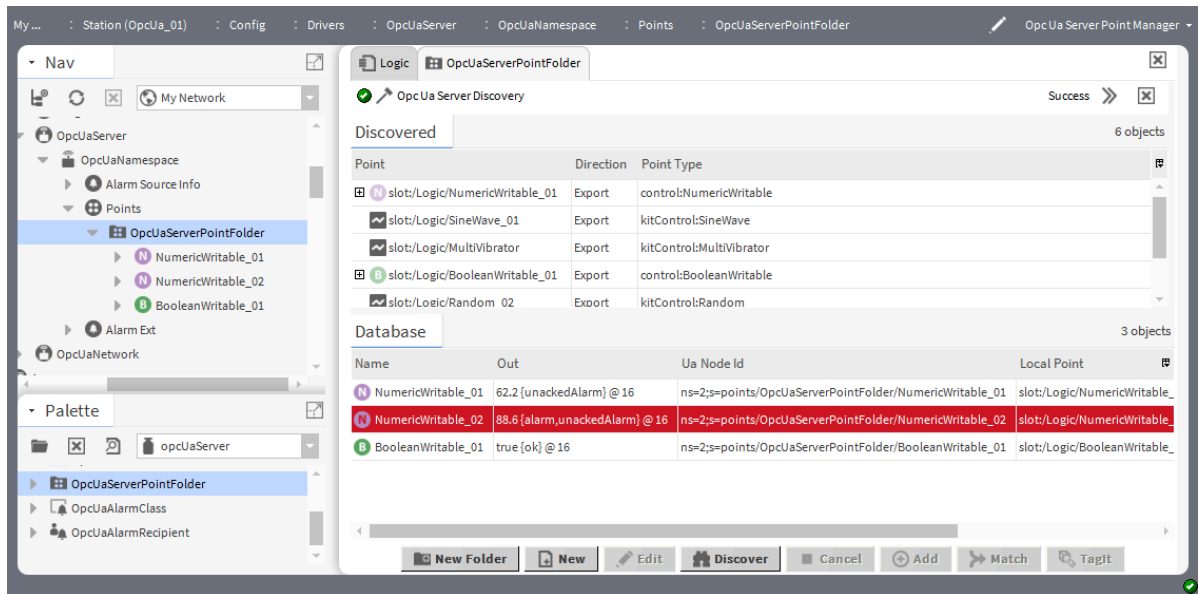 My ... : Station (OpcUa_01) : Config : Drivers : OpcUaServer : OpcUaNamespace : Points : OpcUaServerPointFolder Opc Ua Server Point Manager
Nav
My Network
OpcUaServer
OpcUaNamespace
Alarm Source Info
Points
OpcUaServerPointFolder
N NumericWritable_01
N NumericWritable_02
B BooleanWritable_01
Alarm Ext
OpcUaNetwork
Palette
opcUaServer
OpcUaServerPointFolder
OpcUaAlarmClass
OpcUaAlarmRecipient
Logic OpcUaServerPointFolder
Opc Ua Server Discovery Success
Discovered 6 objects
Point Direction Point Type
N slot:/Logic/NumericWritable_01 Export control:NumericWritable
slot:/Logic/SineWave_01 Export kitControl:SineWave
slot:/Logic/MultiVibrator Export kitControl:MultiVibrator
B slot:/Logic/BooleanWritable_01 Export control:BooleanWritable
slot:/Logic/Random_02 Export kitControl:Random
Database 3 objects
Name Out Ua Node Id Local Point
N NumericWritable_01 62.2 {unackedAlarm} @ 16 ns=2;s=points/OpcUaServerPointFolder/NumericWritable_01 slot:/Logic/NumericWritable_
N NumericWritable_02 88.6 {alarm,unackedAlarm} @ 16 ns=2;s=points/OpcUaServerPointFolder/NumericWritable_02 slot:/Logic/NumericWritable_
B BooleanWritable_01 true {ok} @ 16 ns=2;s=points/OpcUaServerPointFolder/BooleanWritable_01 slot:/Logic/BooleanWritable_
New Folder New Edit Discover Cancel Add Match TagIt